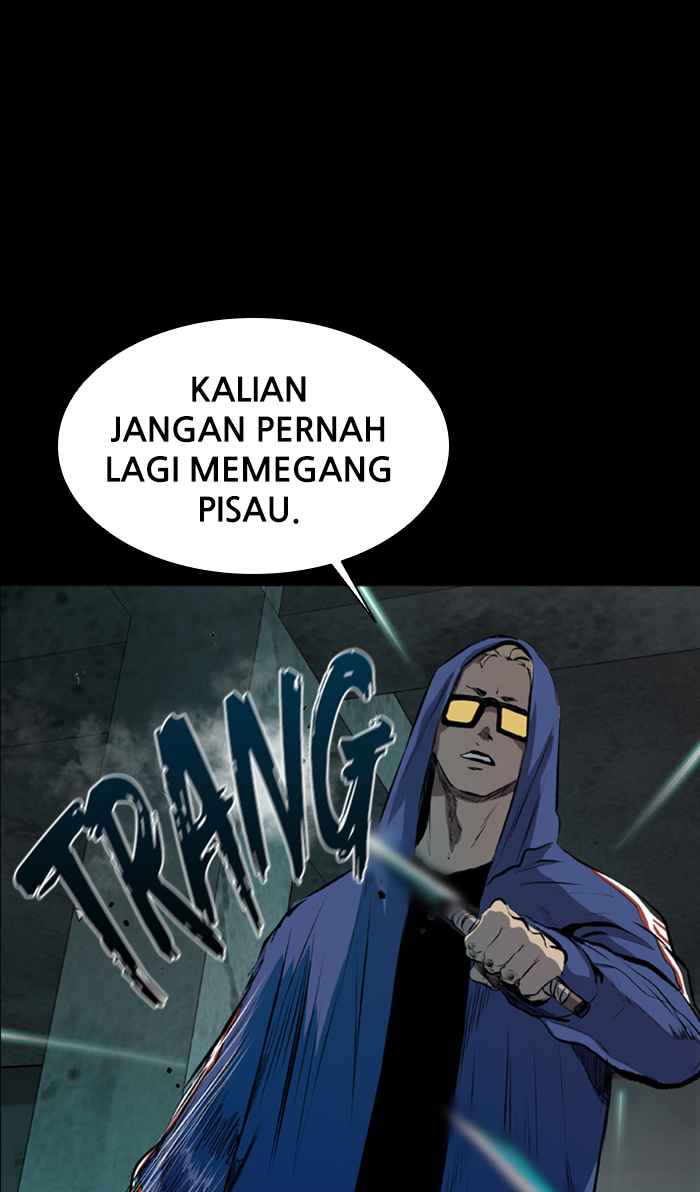 KALIAN
JANGAN PERNAH
LAGI MEMEGANG
PISAU.
TRANG